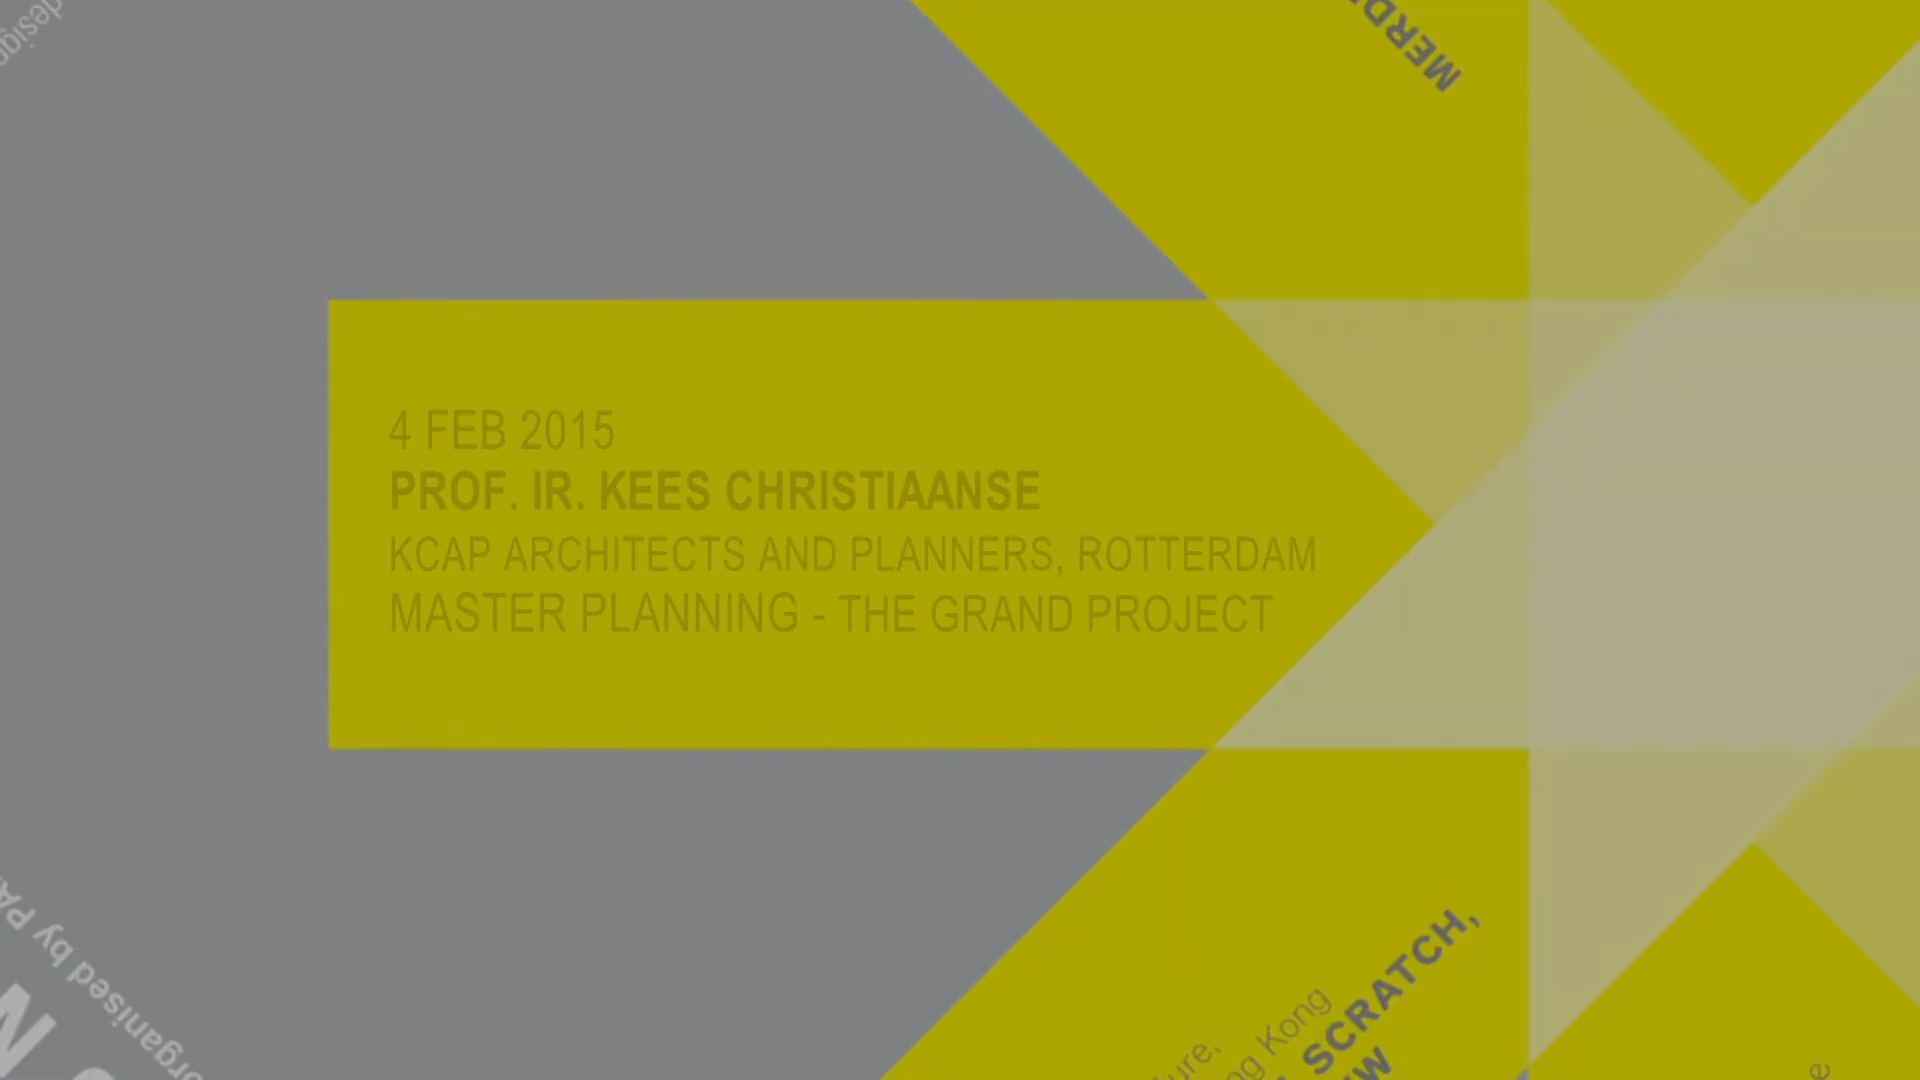 4 FEB 2015
PROF. IR. KEES CHRISTIAANSE
KCAP ARCHITECTS AND PLANNERS, ROTTERDAM
MASTER PLANNING - THE GRAND PROJECT
SCRATCH,
Kong
organised by